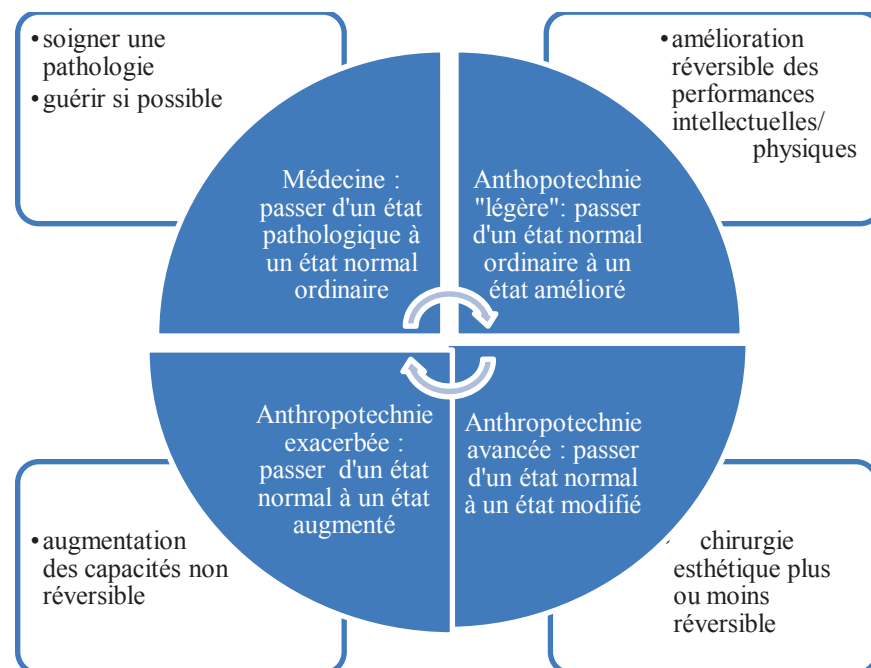 •soigner une
pathologie
•guérir si possible
•amélioration
réversible des
performances
intellectuelles/
physiques
Médecine :
passer d'un état
pathologique à
un état normal
ordinaire
Anthopotechnie
"légère": passer
d'un état normal
ordinaire à un
état amélioré
Anthropotechnie
exacerbée :
passer d'un état
normal à un état
augmenté
Anthropotechnie
avancée : passer
d'un état normal
à un état modifié
•augmentation
des capacités non
réversible
• chirurgie
esthétique plus
ou moins
réversible